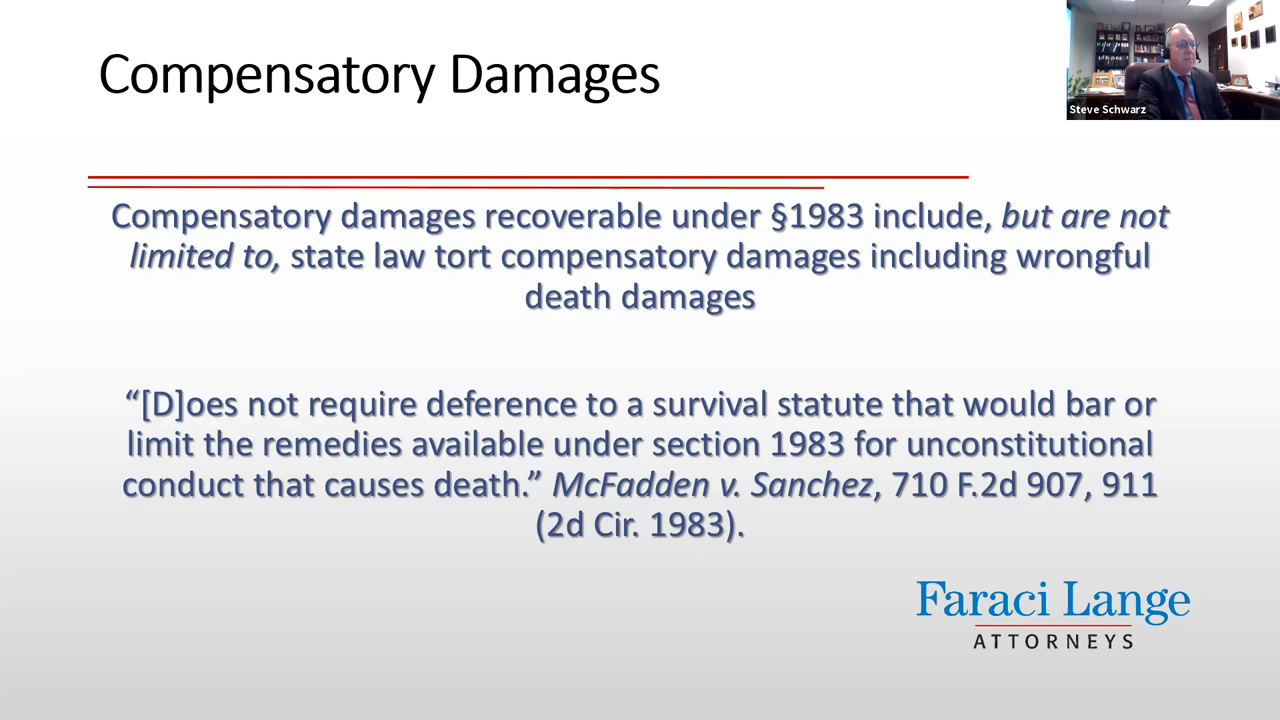 Compensatory Damages
Steve Schwarz
Compensatory damages recoverable under §1983 include, but are not
limited to, state law tort compensatory damages including wrongful
death damages
“[D]oes not require deference to a survival statute that would bar or
limit the remedies available under section 1983 for unconstitutional
conduct that causes death.” McFadden v. Sanchez, 710 F.2d 907, 911
(2d Cir. 1983).
Faraci Lange
ATTORNEYS